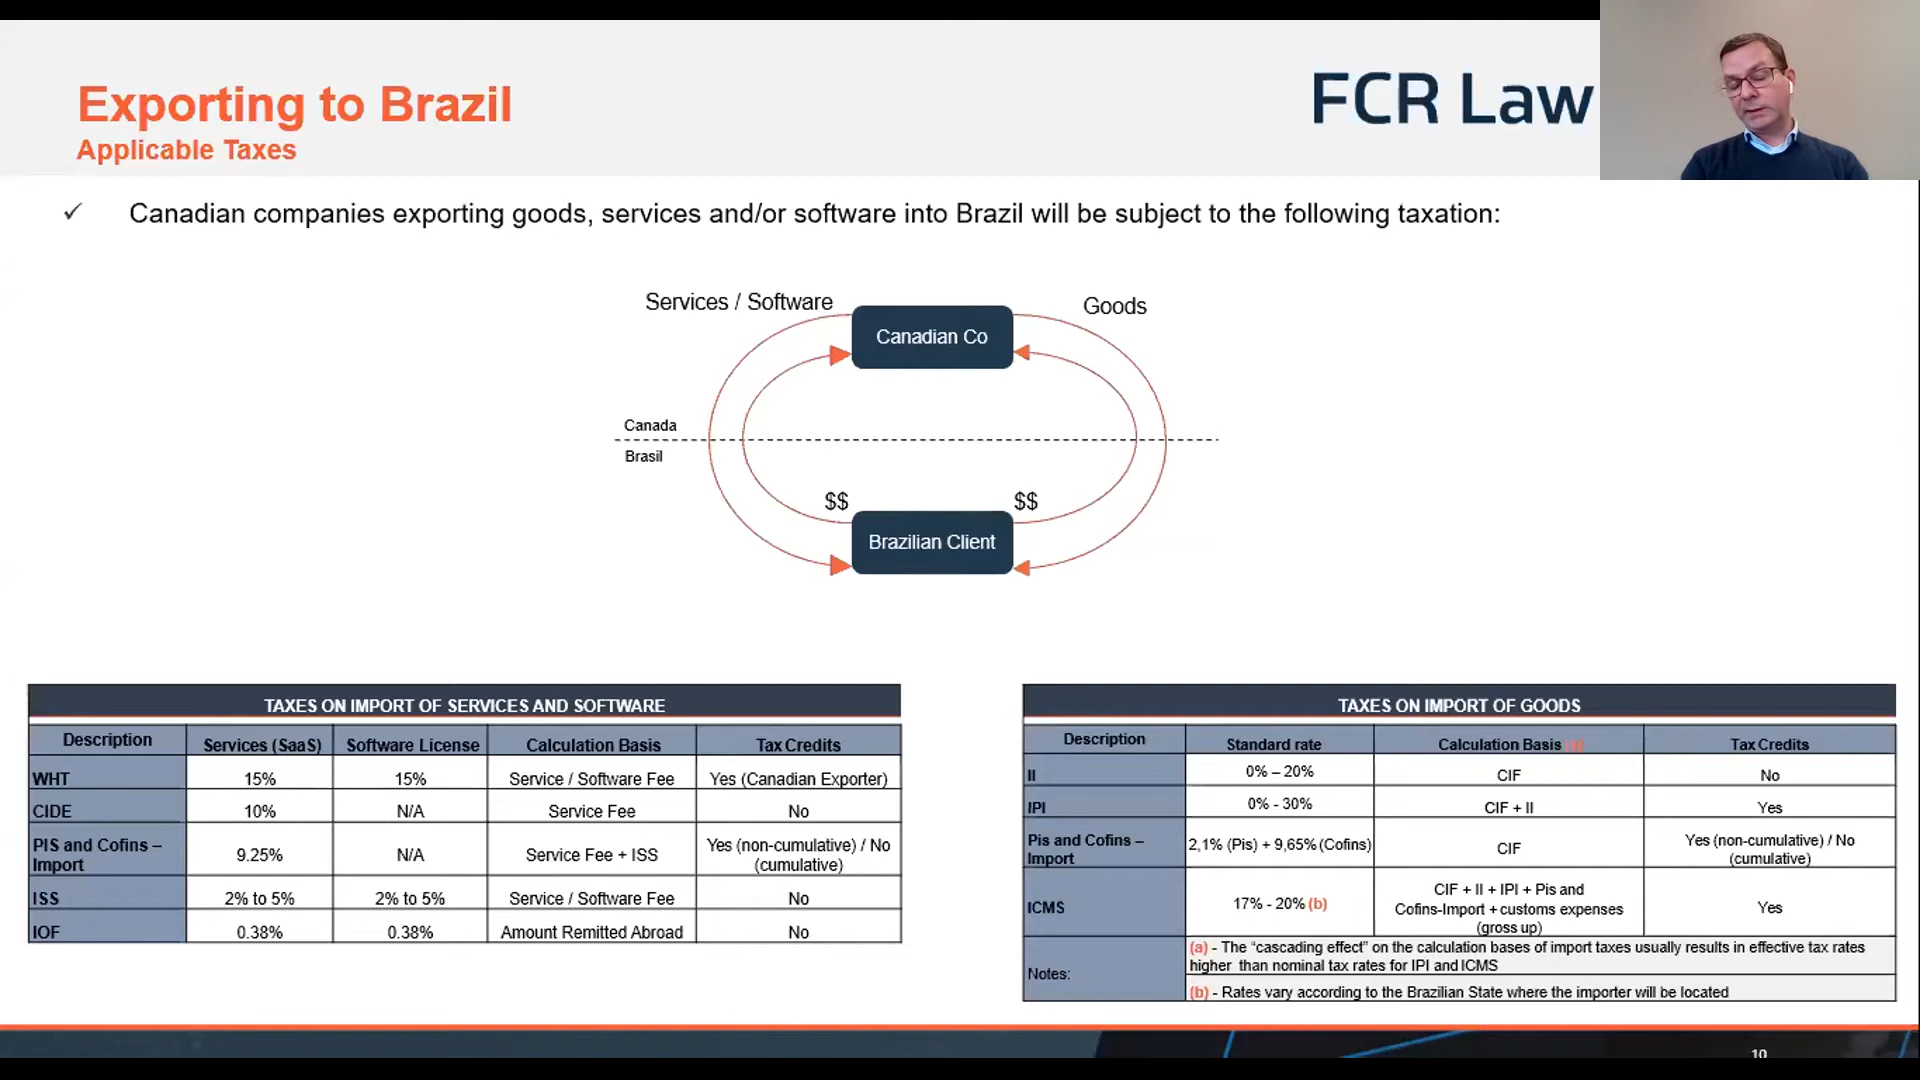 Exporting to Brazil
Applicable Taxes
FCR Law
✓ Canadian companies exporting goods, services and/or software into Brazil will be subject to the following taxation:
Services / Software
Goods
Canadian Co
Canada
Brasil
$$ $$
Brazilian Client
TAXES ON IMPORT OF SERVICES AND SOFTWARE
Description Services (SaaS) Software License Calculation Basis Tax Credits
WHT 15% 15% Service / Software Fee Yes (Canadian Exporter)
CIDE 10% N/A Service Fee No
PIS and Cofins – Import 9.25% N/A Service Fee + ISS Yes (non-cumulative) / No (cumulative)
ISS 2% to 5% 2% to 5% Service / Software Fee No
IOF 0.38% 0.38% Amount Remitted Abroad No
TAXES ON IMPORT OF GOODS
Description Standard rate Calculation Basis (a) Tax Credits
II 0% – 20% CIF No
IPI 0% - 30% CIF + II Yes
Pis and Cofins – Import 2,1% (Pis) + 9,65% (Cofins) CIF Yes (non-cumulative) / No (cumulative)
ICMS 17% - 20% (b) CIF + II + IPI + Pis and Cofins-Import + customs expenses (gross up) Yes
Notes:
(a) - The “cascading effect” on the calculation bases of import taxes usually results in effective tax rates
higher than nominal tax rates for IPI and ICMS
(b) - Rates vary according to the Brazilian State where the importer will be located
10